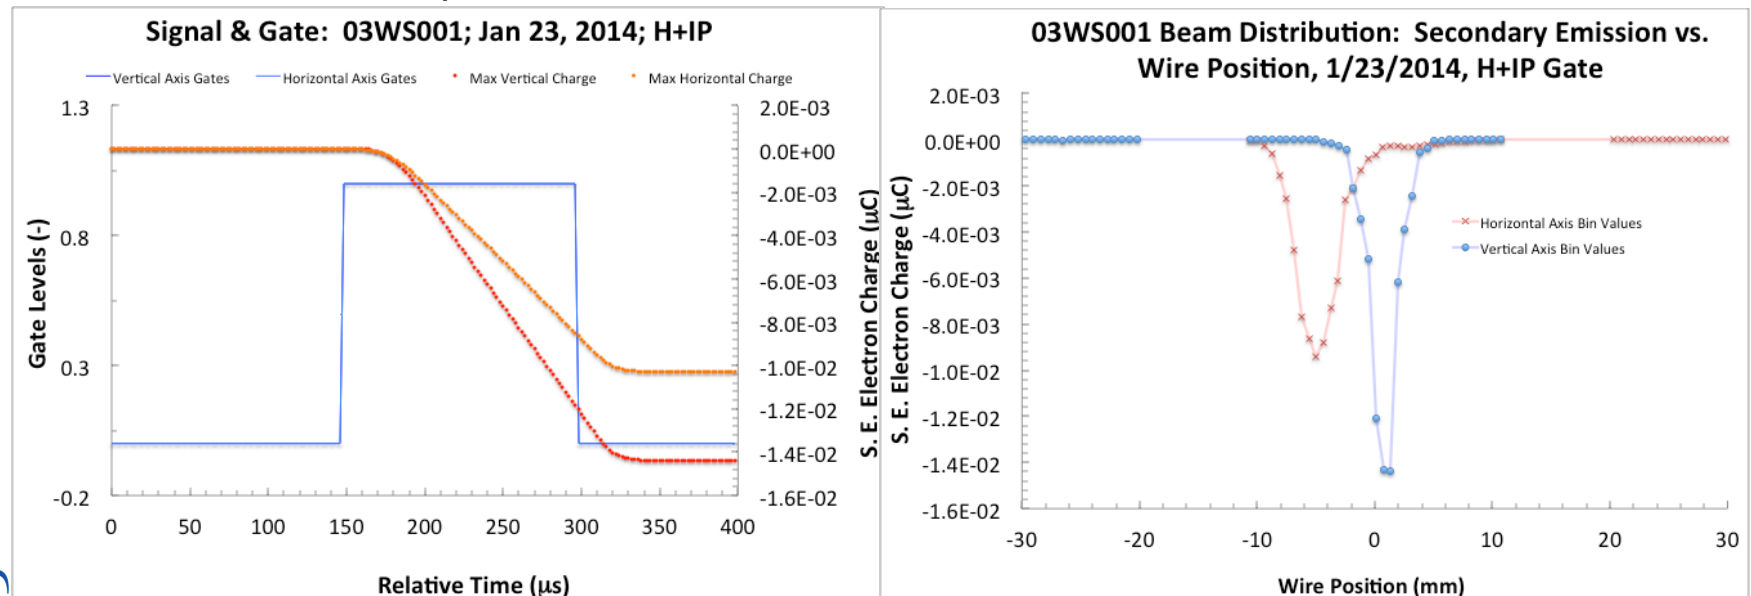 Signal & Gate: 03WS001; Jan 23, 2014; H+IP
Vertical Axis Gates
Horizontal Axis Gates
Max Vertical Charge
Max Horizontal Charge
1.3
0.8
0.3
-0.2
Gate Levels (-)
2.0E-03
0.0E+00
-2.0E-03
-4.0E-03
-6.0E-03
-8.0E-03
-1.0E-02
-1.2E-02
-1.4E-02
-1.6E-02
S. E. Electron Charge (μC)
0 50 100 150 200 250 300 350 400
Relative Time (μs)
03WS001 Beam Distribution: Secondary Emission vs.
Wire Position, 1/23/2014, H+IP Gate
2.0E-03
0.0E+00
-2.0E-03
-4.0E-03
-6.0E-03
-8.0E-03
-1.0E-02
-1.2E-02
-1.4E-02
-1.6E-02
S. E. Electron Charge (μC)
Horizontal Axis Bin Values
Vertical Axis Bin Values
-30 -20 -10 0 10 20 30
Wire Position (mm)